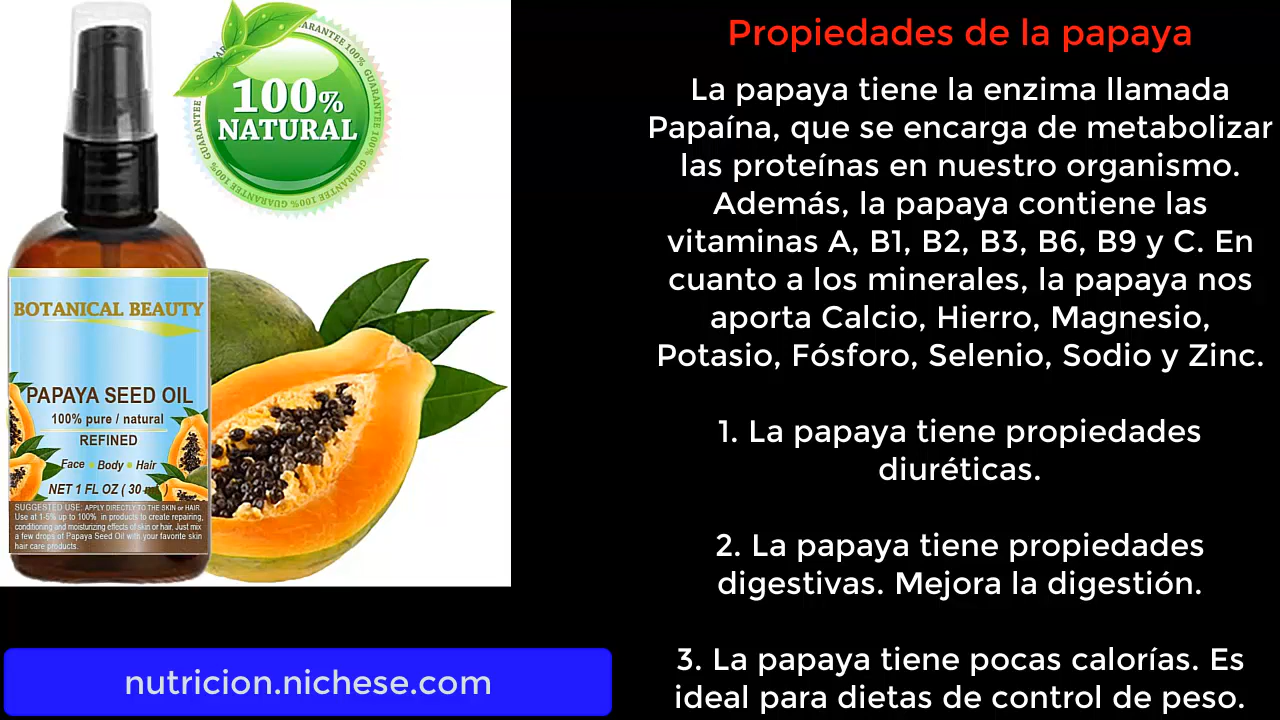 100%
NATURAL
GUARANTEE 100% GUARANTEE 100% GUARANTEE
BOTANICAL BEAUTY
PAPAYA SEED OIL
100% pure / natural
REFINED
Face • Body • Hair
NET 1 FL OZ ( 30
SUGGESTED USE: APPLY DIRECTLY TO THE SKIN or HAIR.
Use at 1-5% up to 100% in products to create repairing,
conditioning and moisturizing effects of skin or hair. Just mix
a few drops of Papaya Seed Oil with your favorite skin
hair care products.
nutricion.nichese.com
Propiedades de la papaya
La papaya tiene la enzima llamada
Papaína, que se encarga de metabolizar
las proteínas en nuestro organismo.
Además, la papaya contiene las
vitaminas A, B1, B2, B3, B6, B9 y C. En
cuanto a los minerales, la papaya nos
aporta Calcio, Hierro, Magnesio,
Potasio, Fósforo, Selenio, Sodio y Zinc.
1. La papaya tiene propiedades
diuréticas.
2. La papaya tiene propiedades
digestivas. Mejora la digestión.
3. La papaya tiene pocas calorías. Es
ideal para dietas de control de peso.